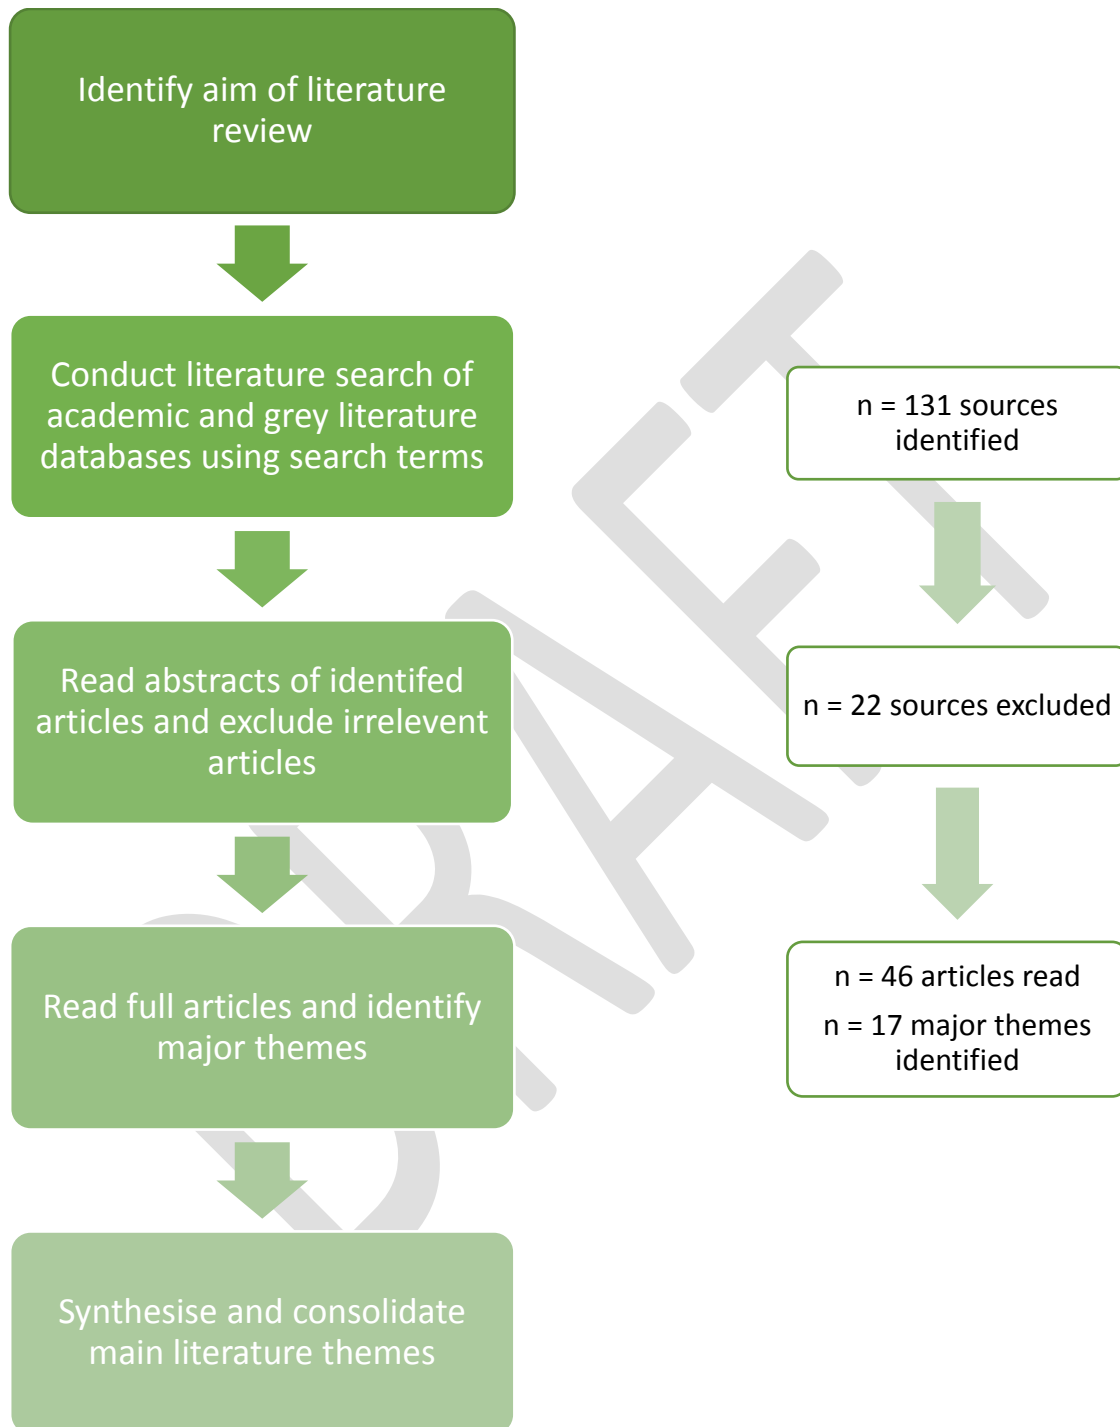 Identify aim of literature
review
Conduct literature search of
academic and grey literature
databases using search terms
Read abstracts of identifed
articles and exclude irrelevent
articles
Read full articles and identify
major themes
Synthesise and consolidate
main literature themes
n = 131 sources
identified
n = 22 sources excluded
n = 46 articles read
n = 17 major themes
identified
DRAFT